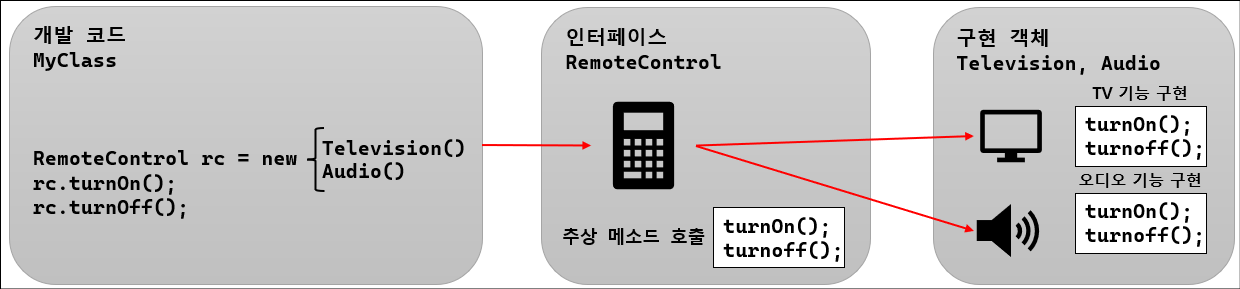 개발 코드
MyClass
RemoteControl rc = new
Television()
Audio()
rc.turnOn();
rc.turnOff();
인터페이스
RemoteControl
추상 메소드 호출
turnOn();
turnoff();
구현 객체
Television, Audio
TV 기능 구현
turnOn();
turnoff();
오디오 기능 구현
turnOn();
turnoff();